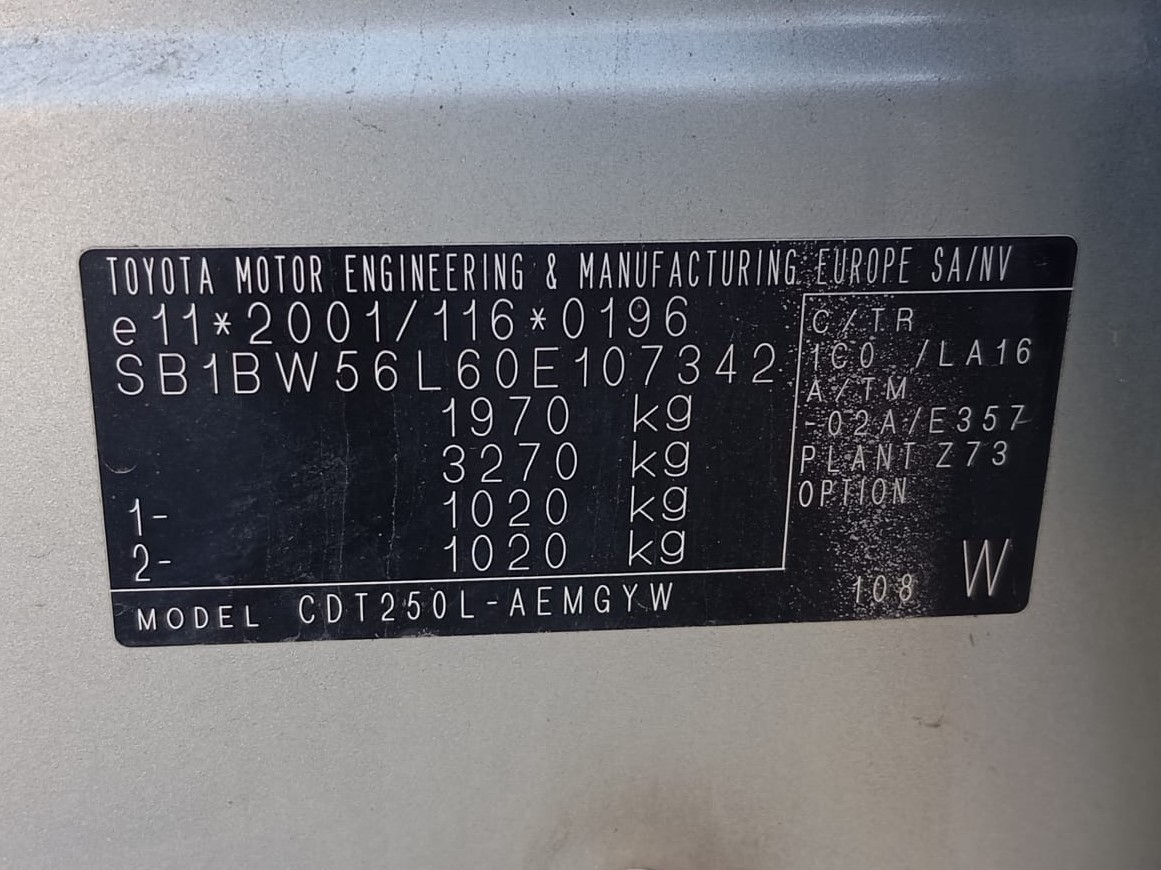 TOYOTA MOTOR ENGINEERING & MANUFACTURING EUROPE SA/NV
e11*2001/116*0196
SB1BW56L60E107342
1970 kg
3270 kg
1- 1020 kg
2- 1020 kg
MODEL CDT250L-AEMGYW
C/TR
1C0 /LA16
A/TM
-02A/E357
PLANT Z73
OPTION
108 W